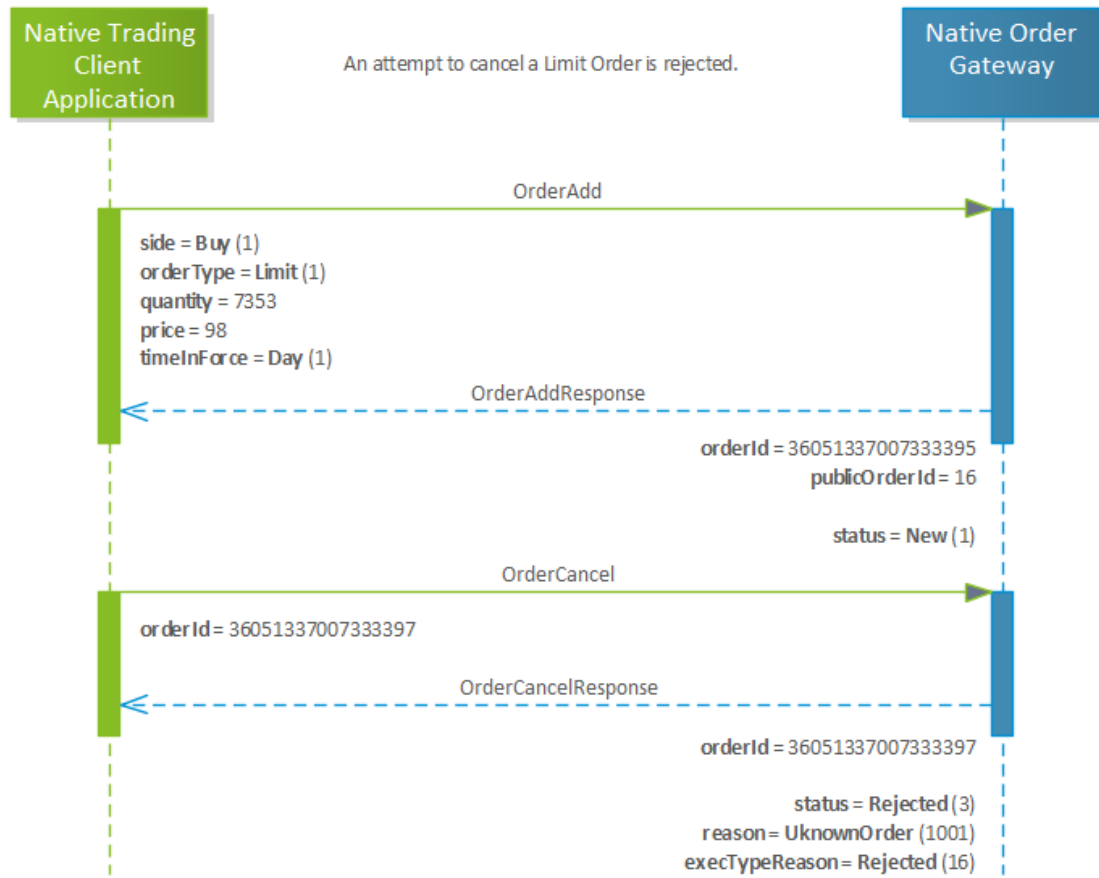 Native Trading
Client
Application
An attempt to cancel a Limit Order is rejected.
Native Order
Gateway
OrderAdd
side = Buy (1)
orderType = Limit (1)
quantity = 7353
price = 98
timeInForce = Day (1)
OrderAddResponse
orderId = 36051337007333395
publicOrderId = 16
status = New (1)
OrderCancel
orderId = 36051337007333397
OrderCancelResponse
orderId = 36051337007333397
status = Rejected (3)
reason = UknownOrder (1001)
execTypeReason = Rejected (16)